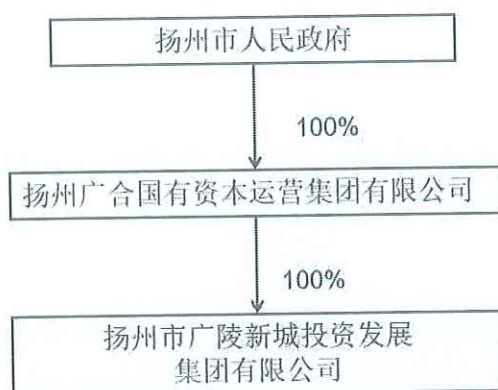 扬州市人民政府
100%
扬州广合国有资本运营集团有限公司
100%
扬州市广陵新城投资发展
集团有限公司